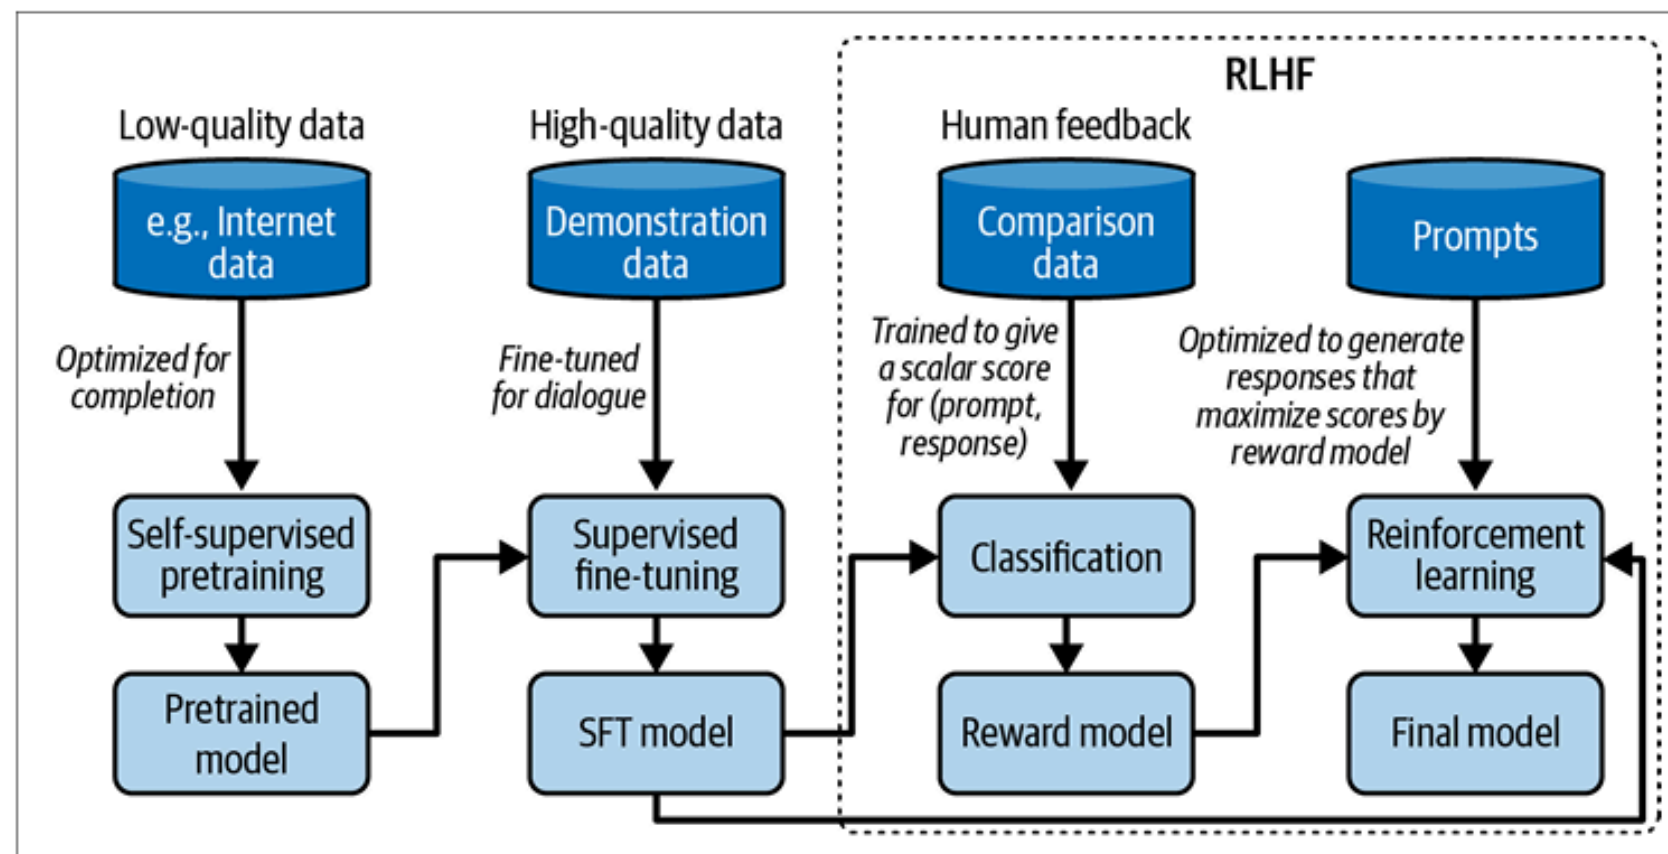 RLHF
Low-quality data
High-quality data
Human feedback
e.g., Internet
data
Demonstration
data
Comparison
data
Prompts
Optimized for
completion
Fine-tuned
for dialogue
Trained to give
a scalar score
for (prompt,
response)
Optimized to generate
responses that
maximize scores by
reward model
Self-supervised
pretraining
Supervised
fine-tuning
Classification
Reinforcement
learning
Pretrained
model
SFT model
Reward model
Final model